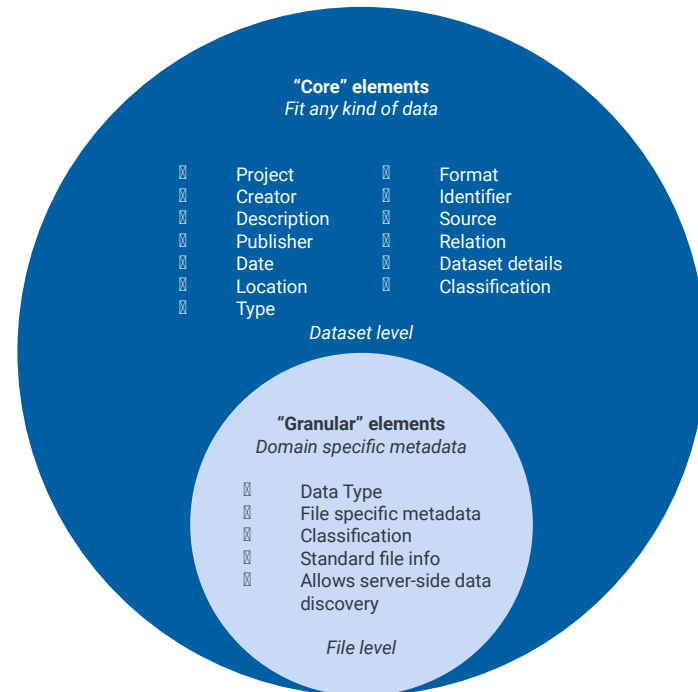 “Core” elements
Fit any kind of data
Project
Creator
Description
Publisher
Date
Location
Type
Format
Identifier
Source
Relation
Dataset details
Classification
Dataset level
“Granular” elements
Domain specific metadata
Data Type
File specific metadata
Classification
Standard file info
Allows server-side data
discovery
File level